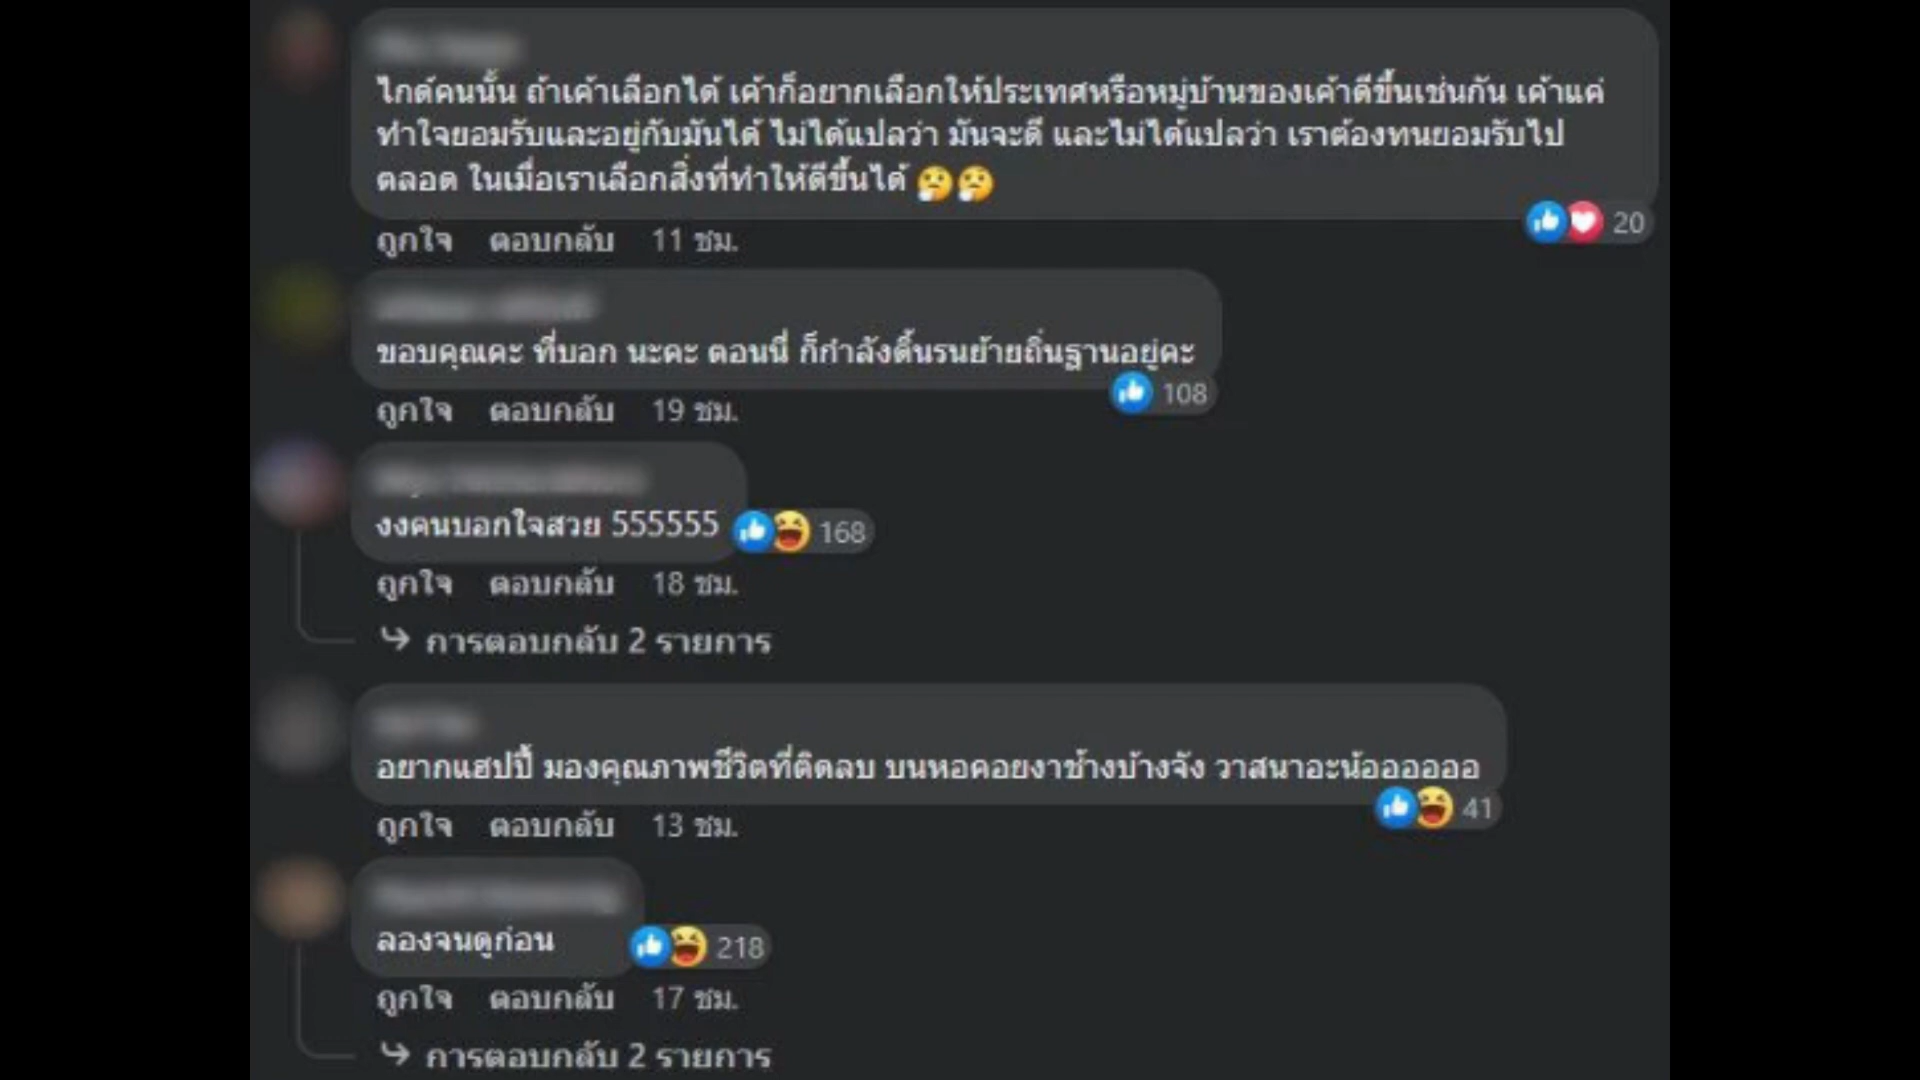 ไกด์คนนั้น ถ้าเค้าเลือกได้ เค้าก็อยากเลือกให้ประเทศหรือหมู่บ้านของเค้าดีขึ้นเช่นกัน เค้าแค่
ทำใจยอมรับและอยู่กับมันได้ ไม่ได้แปลว่า มันจะดี และไม่ได้แปลว่า เราต้องทนยอมรับไป
ตลอด ในเมื่อเราเลือกสิ่งที่ทำให้ดีขึ้นได้ 🤔🤔
20
ถูกใจ ตอบกลับ 11 ชม.
ขอบคุณคะ ที่บอก นะคะ ตอนนี่ ก็กำลังดิ้นรนย้ายถิ่นฐานอยู่คะ
108
ถูกใจ ตอบกลับ 19 ชม.
งงคนบอกใจสวย 555555
168
ถูกใจ ตอบกลับ 18 ชม.
การตอบกลับ 2 รายการ
อยากแฮปปี้ มองคุณภาพชีวิตที่ติดลบ บนหอคอยงาช้างบ้างจัง วาสนาอะน้ออออออ
41
ถูกใจ ตอบกลับ 13 ชม.
ลองจนดูก่อน
218
ถูกใจ ตอบกลับ 17 ชม.
การตอบกลับ 2 รายการ